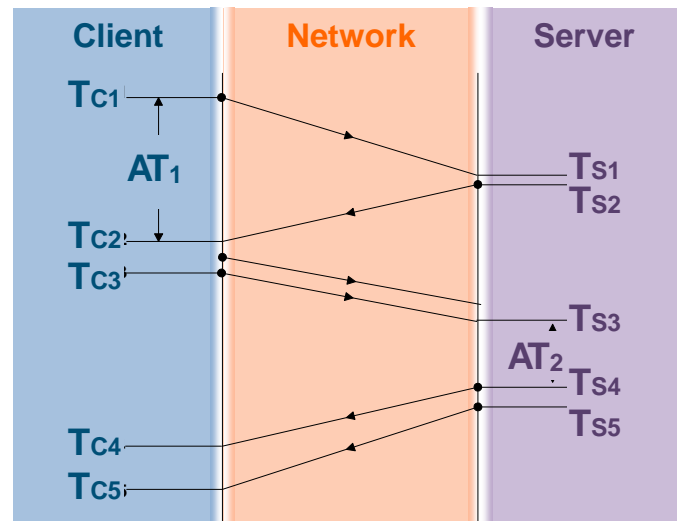 Client Network Server
TC1
AT1
TS1
TS2
TC2
TC3
TS3
AT2
TS4
TS5
TC4
TC5